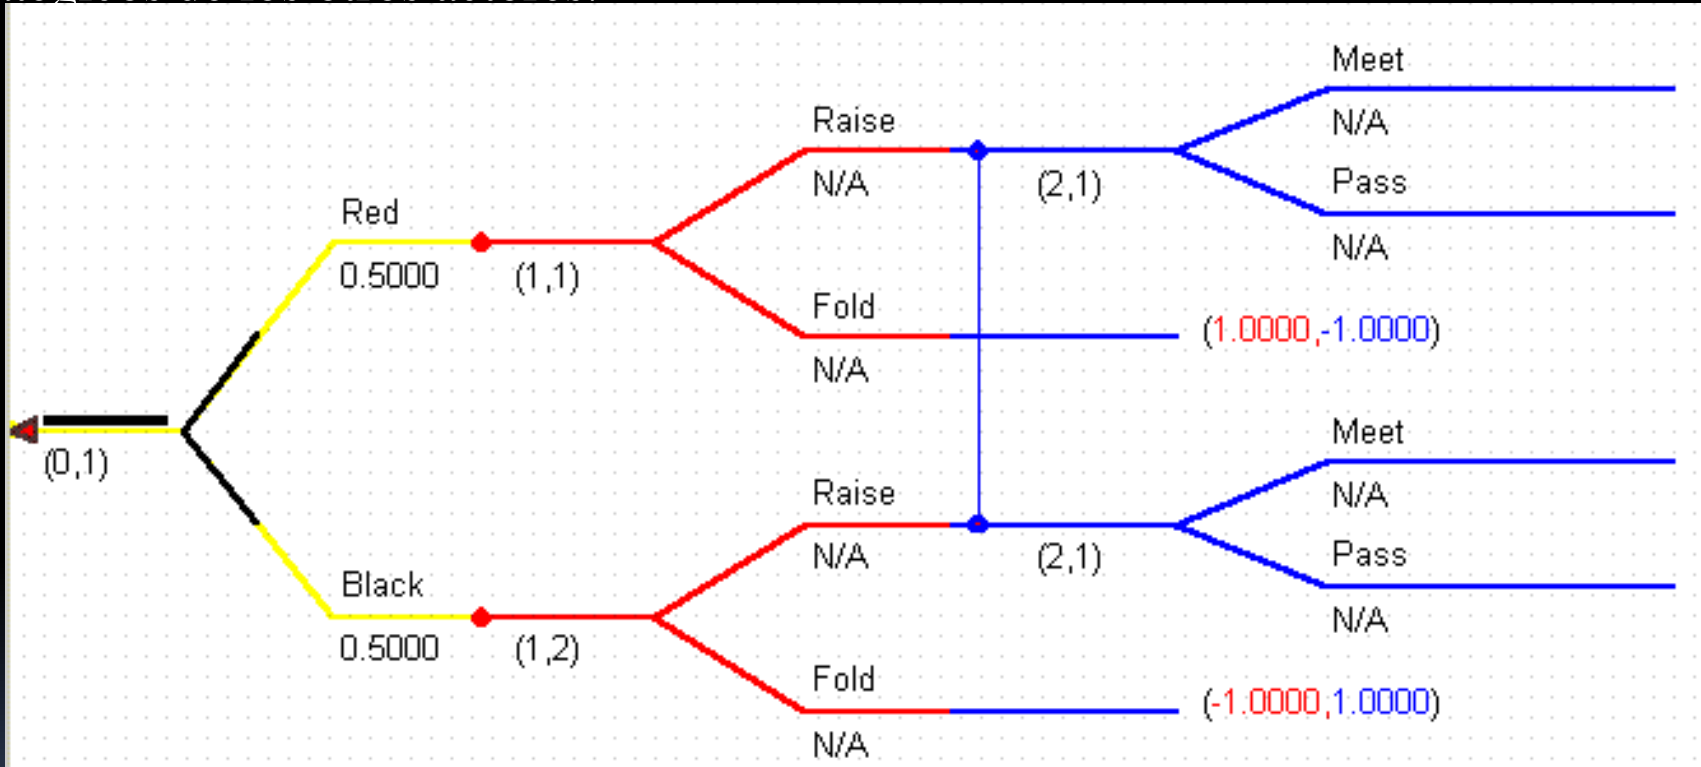 Meet
Raise
N/A
N/A
(2,1)
Pass
Red
N/A
0.5000
(1,1)
Fold
(1.0000,-1.0000)
N/A
Meet
(0,1)
Raise
N/A
N/A
(2,1)
Pass
Black
N/A
0.5000
(1,2)
Fold
(-1.0000,1.0000)
N/A